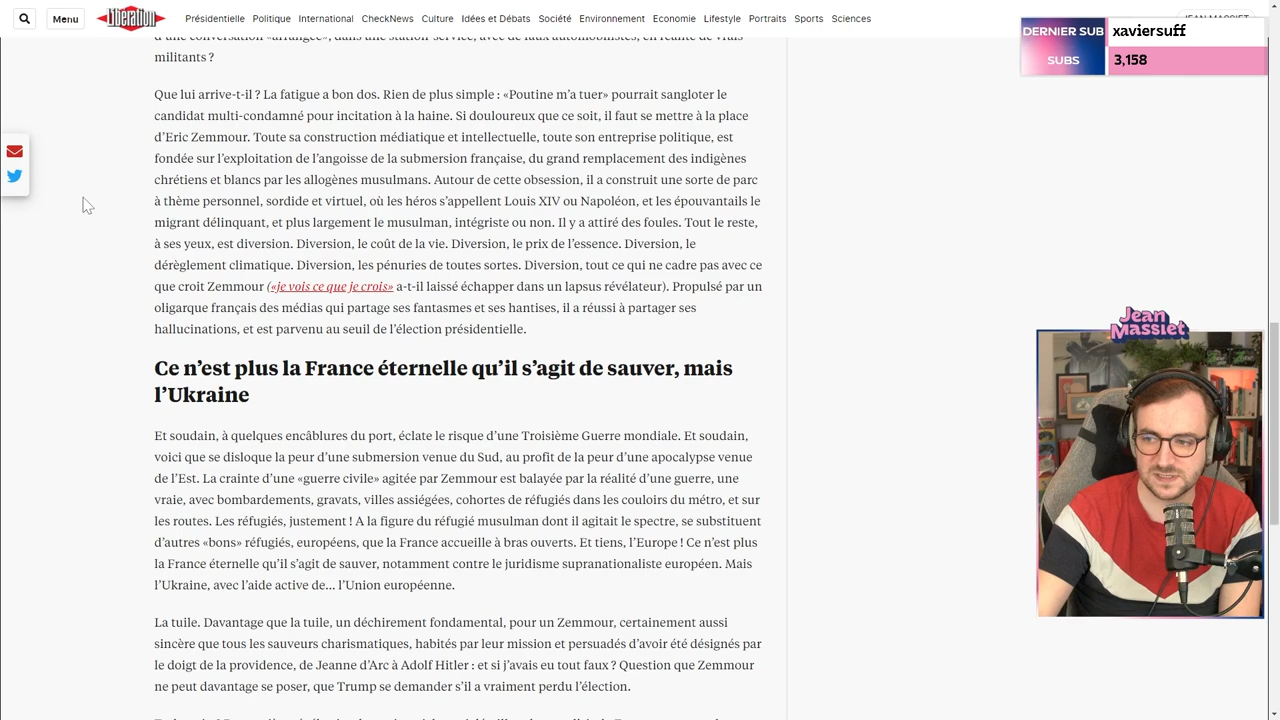 Menu
Libération
Présidentielle Politique International CheckNews Culture Idées et Débats Société Environnement Economie Lifestyle Portraits Sports Sciences
JEAN MASSIET
DERNIER SUB xaviersuff
SUBS 3,158
d’une conversation «arrangée», dans une station-service, avec de faux automobilistes, en réalité de vrais
militants ?
Que lui arrive-t-il ? La fatigue a bon dos. Rien de plus simple : «Poutine m’a tuer» pourrait sangloter le
candidat multi-condamné pour incitation à la haine. Si douloureux que ce soit, il faut se mettre à la place
d’Eric Zemmour. Toute sa construction médiatique et intellectuelle, toute son entreprise politique, est
fondée sur l’exploitation de l’angoisse de la submersion française, du grand remplacement des indigènes
chrétiens et blancs par les allogènes musulmans. Autour de cette obsession, il a construit une sorte de parc
à thème personnel, sordide et virtuel, où les héros s’appellent Louis XIV ou Napoléon, et les épouvantails le
migrant délinquant, et plus largement le musulman, intégriste ou non. Il y a attiré des foules. Tout le reste,
à ses yeux, est diversion. Diversion, le coût de la vie. Diversion, le prix de l’essence. Diversion, le
dérèglement climatique. Diversion, les pénuries de toutes sortes. Diversion, tout ce qui ne cadre pas avec ce
que croit Zemmour («je vois ce que je crois» a-t-il laissé échapper dans un lapsus révélateur). Propulsé par un
oligarque français des médias qui partage ses fantasmes et ses hantises, il a réussi à partager ses
hallucinations, et est parvenu au seuil de l’élection présidentielle.
Ce n’est plus la France éternelle qu’il s’agit de sauver, mais
l’Ukraine
Et soudain, à quelques encâblures du port, éclate le risque d’une Troisième Guerre mondiale. Et soudain,
voici que se disloque la peur d’une submersion venue du Sud, au profit de la peur d’une apocalypse venue
de l’Est. La crainte d’une «guerre civile» agitée par Zemmour est balayée par la réalité d’une guerre, une
vraie, avec bombardements, gravats, villes assiégées, cohortes de réfugiés dans les couloirs du métro, et sur
les routes. Les réfugiés, justement ! A la figure du réfugié musulman dont il agitait le spectre, se substituent
d’autres «bons» réfugiés, européens, que la France accueille à bras ouverts. Et tiens, l’Europe ! Ce n’est plus
la France éternelle qu’il s’agit de sauver, notamment contre le juridisme supranationaliste européen. Mais
l’Ukraine, avec l’aide active de… l’Union européenne.
La tuile. Davantage que la tuile, un déchirement fondamental, pour un Zemmour, certainement aussi
sincère que tous les sauveurs charismatiques, habités par leur mission et persuadés d’avoir été désignés par
le doigt de la providence, de Jeanne d’Arc à Adolf Hitler : et si j’avais eu tout faux ? Question que Zemmour
ne peut davantage se poser, que Trump se demander s’il a vraiment perdu l’élection.
Jean
Massiet